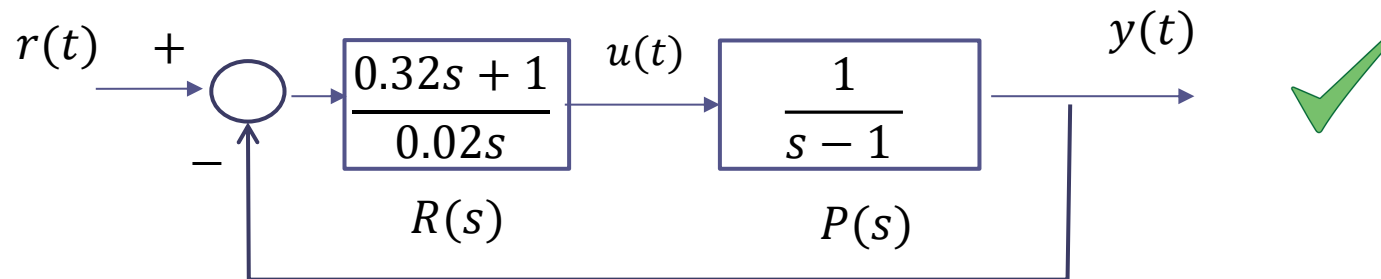 r(t) + 0.32s + 1 u(t) 1 y(t)
− 0.02s s − 1
R(s) P(s)